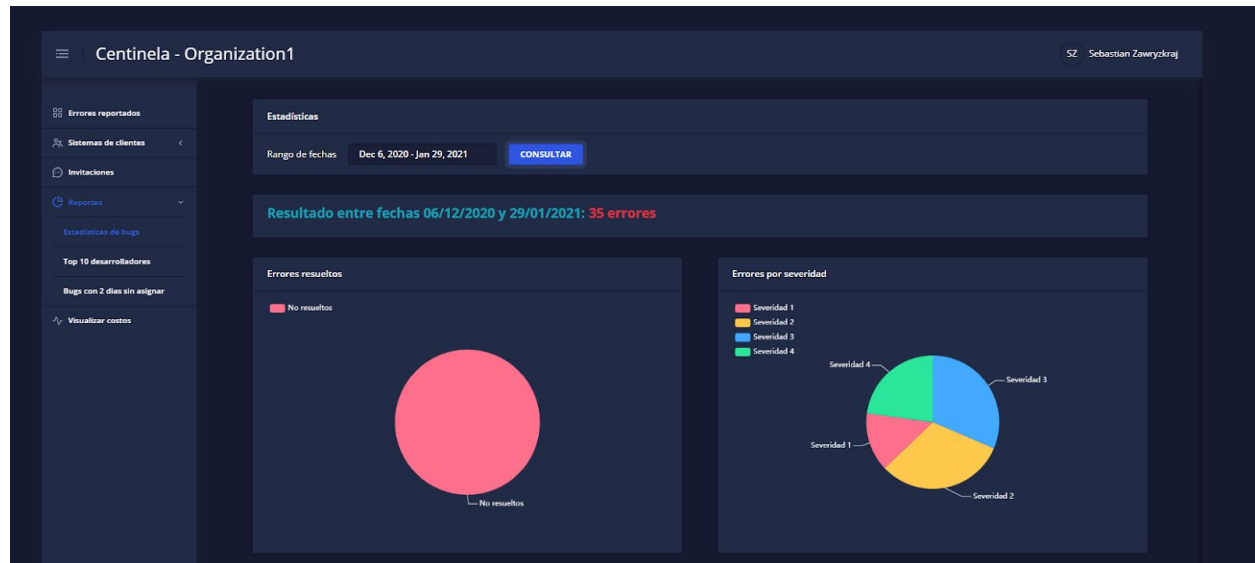 Centinela - Organization1
SZ Sebastian Zawryzkraj
Errores reportados
Sistemas de clientes
Invitaciones
Reportes
Estadísticas de bugs
Top 10 desarrolladores
Bugs con 2 dias sin asignar
Visualizar costos
Estadísticas
Rango de fechas Dec 6, 2020 - Jan 29, 2021 CONSULTAR
Resultado entre fechas 06/12/2020 y 29/01/2021: 35 errores
Errores resueltos
No resueltos
No resueltos
Errores por severidad
Severidad 1
Severidad 2
Severidad 3
Severidad 4
Severidad 4
Severidad 3
Severidad 1
Severidad 2